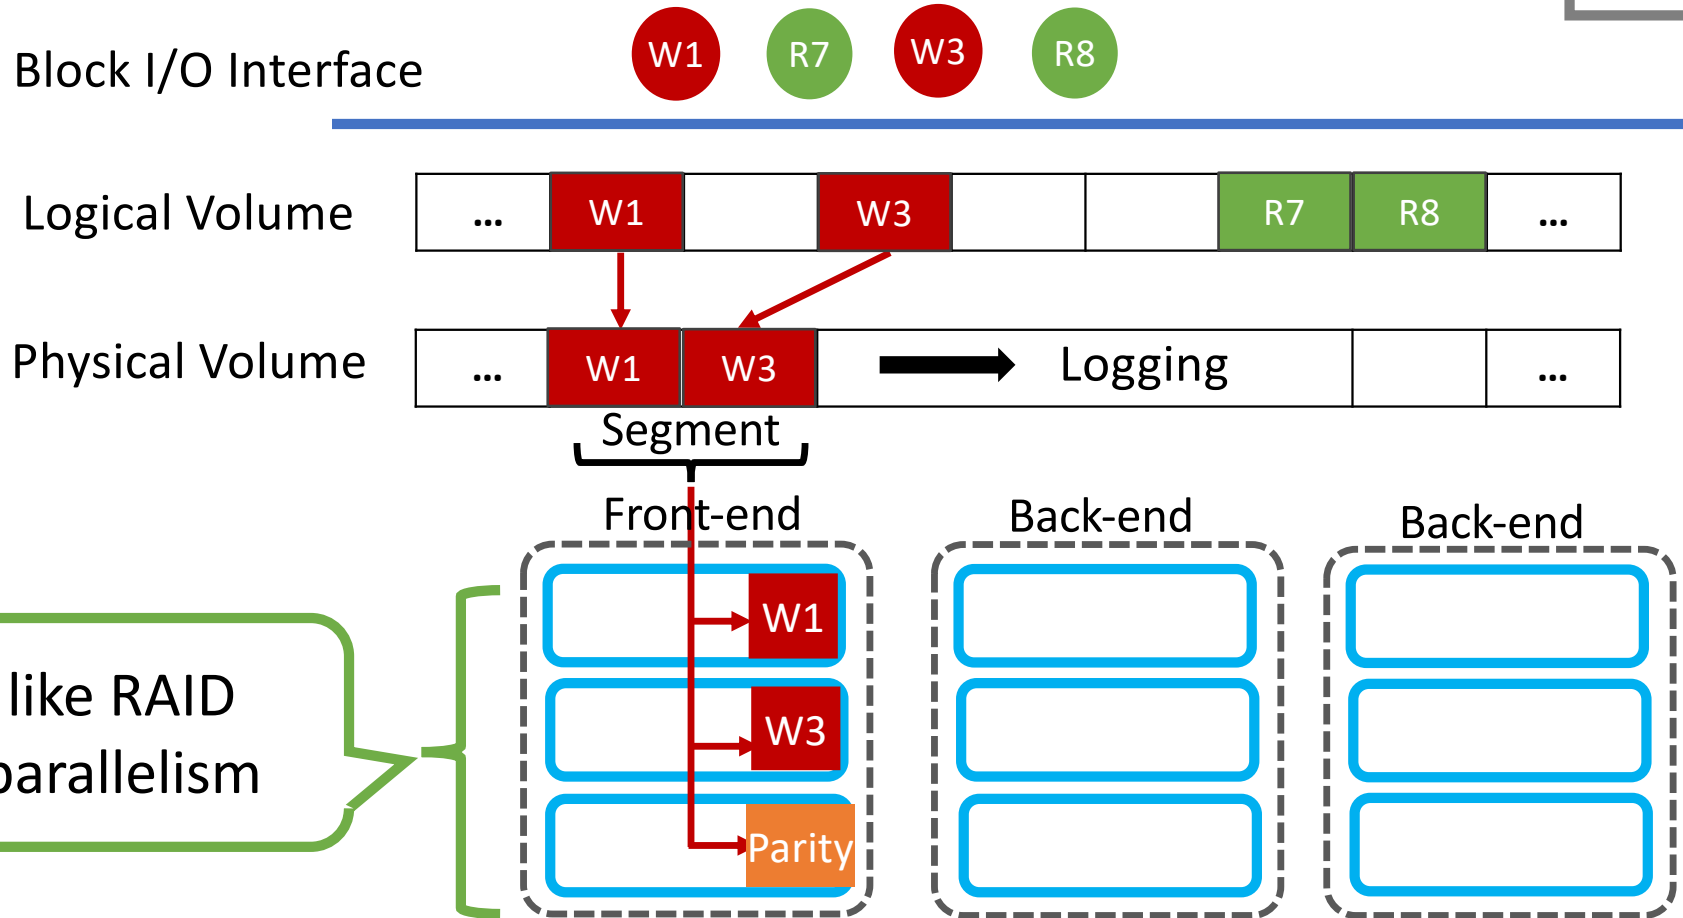 Block I/O Interface
W1 R7 W3 R8
Logical Volume
... W1 W3 R7 R8 ...
Physical Volume
... W1 W3 Logging ...
Segment
Front-end Back-end Back-end
W1
like RAID
W3
parallelism
Parity